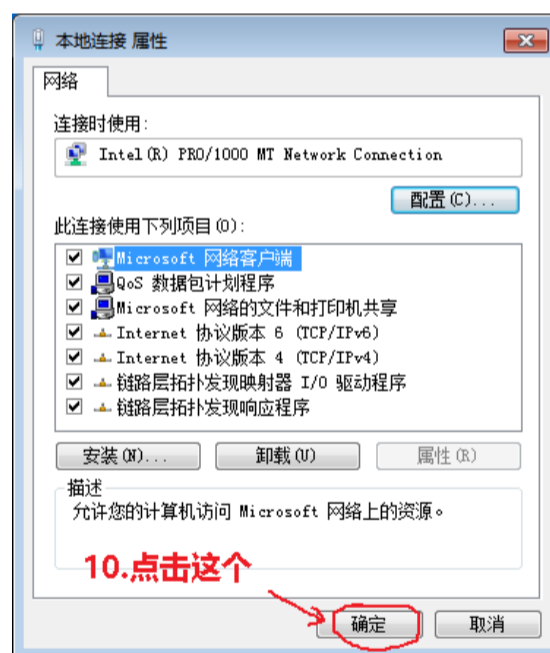 本地连接 属性
网络
连接时使用:
Intel(R) PRO/1000 MT Network Connection
配置(C)...
此连接使用下列项目(O):
Microsoft 网络客户端
QoS 数据包计划程序
Microsoft 网络的文件和打印机共享
Internet 协议版本 6 (TCP/IPv6)
Internet 协议版本 4 (TCP/IPv4)
链路层拓扑发现映射器 I/O 驱动程序
链路层拓扑发现响应程序
安装(N)... 卸载(U) 属性(R)
描述
允许您的计算机访问 Microsoft 网络上的资源。
10.点击这个
确定 取消